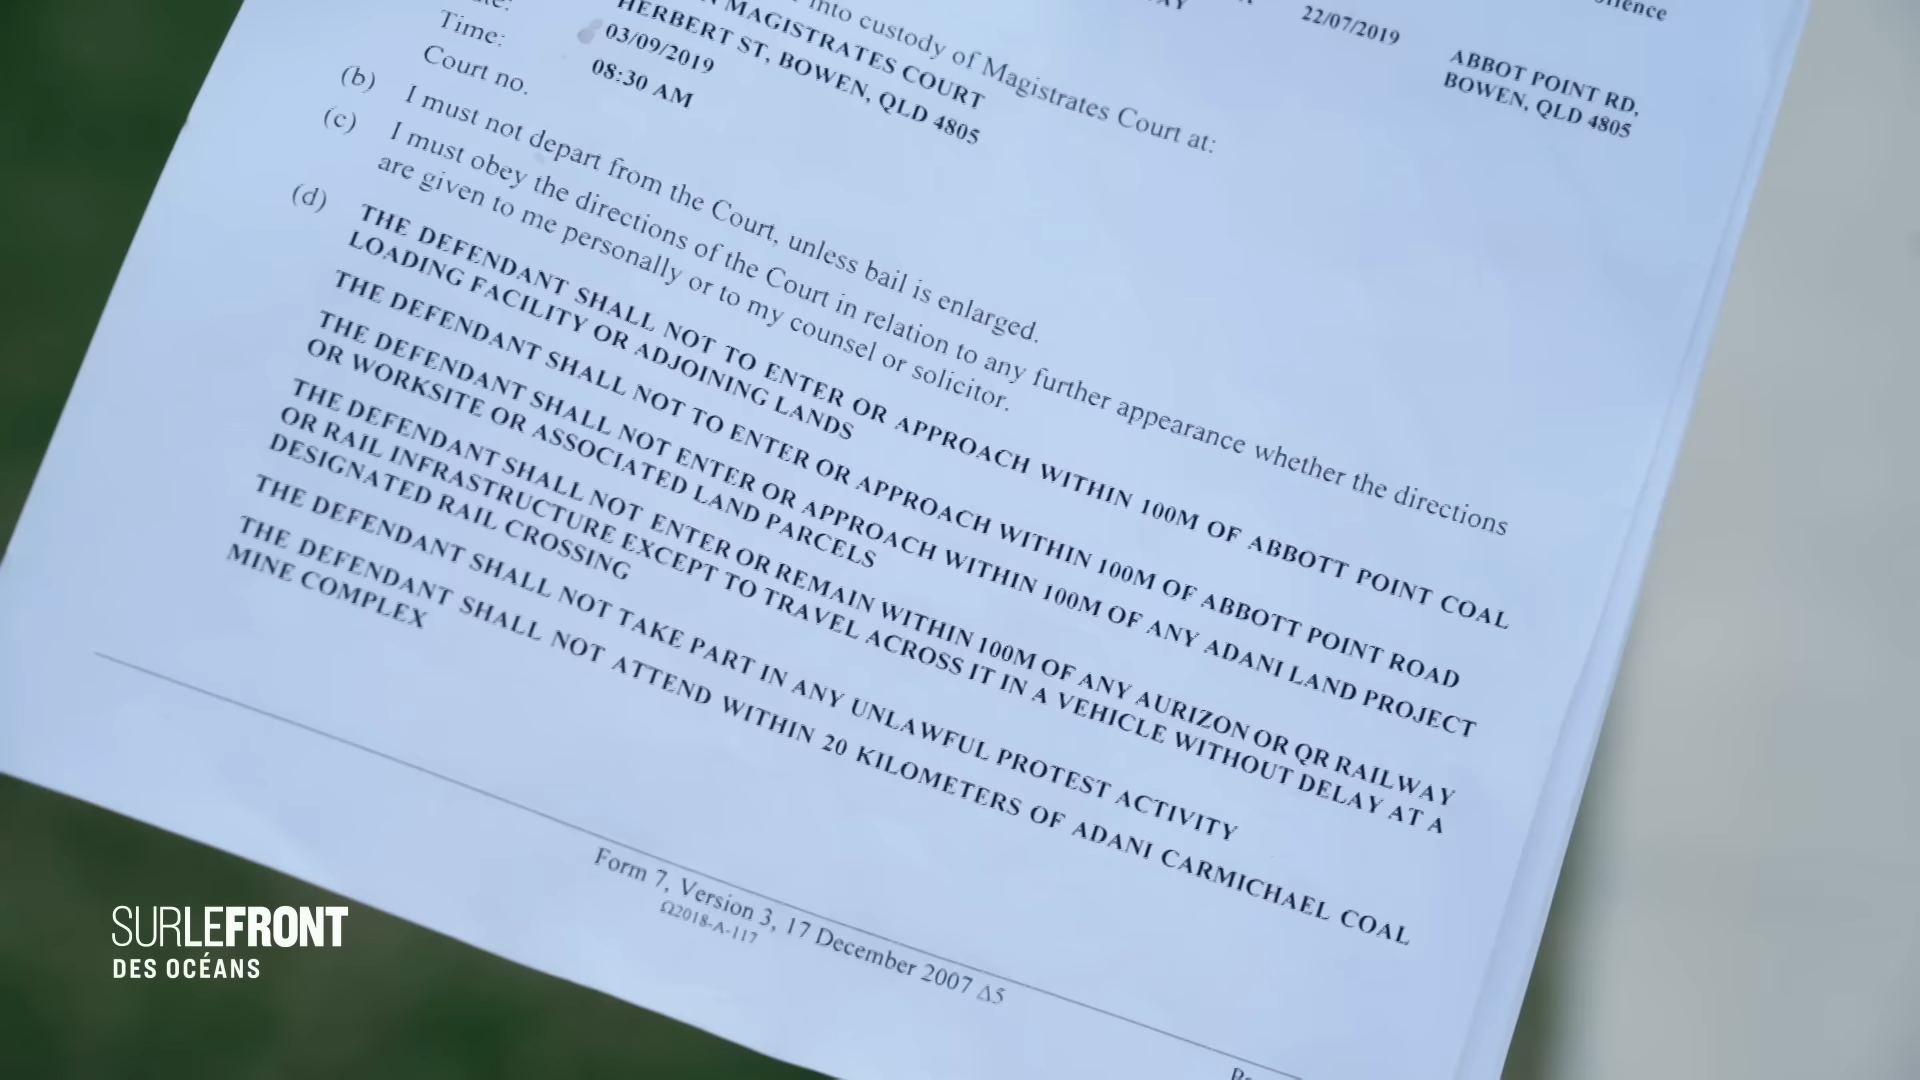 22/07/2019
ABBOT POINT RD,
BOWEN, QLD 4805
into custody of Magistrates Court at:
MAGISTRATES COURT
HERBERT ST, BOWEN, QLD 4805
03/09/2019
Time: 08:30 AM
Court no.
(b) I must not depart from the Court, unless bail is enlarged.
(c) I must obey the directions of the Court in relation to any further appearance whether the directions
are given to me personally or to my counsel or solicitor.
(d) THE DEFENDANT SHALL NOT TO ENTER OR APPROACH WITHIN 100M OF ABBOTT POINT COAL
LOADING FACILITY OR ADJOINING LANDS
THE DEFENDANT SHALL NOT TO ENTER OR APPROACH WITHIN 100M OF ABBOTT POINT ROAD
THE DEFENDANT SHALL NOT ENTER OR APPROACH WITHIN 100M OF ANY ADANI LAND PROJECT
OR WORKSITE OR ASSOCIATED LAND PARCELS
THE DEFENDANT SHALL NOT ENTER OR REMAIN WITHIN 100M OF ANY AURIZON OR QR RAILWAY
OR RAIL INFRASTRUCTURE EXCEPT TO TRAVEL ACROSS IT IN A VEHICLE WITHOUT DELAY AT A
DESIGNATED RAIL CROSSING
THE DEFENDANT SHALL NOT TAKE PART IN ANY UNLAWFUL PROTEST ACTIVITY
THE DEFENDANT SHALL NOT ATTEND WITHIN 20 KILOMETERS OF ADANI CARMICHAEL COAL
MINE COMPLEX
Form 7, Version 3, 17 December 2007 Δ5
Ω2018-A-117
SURLEFRONT
DES OCÉANS